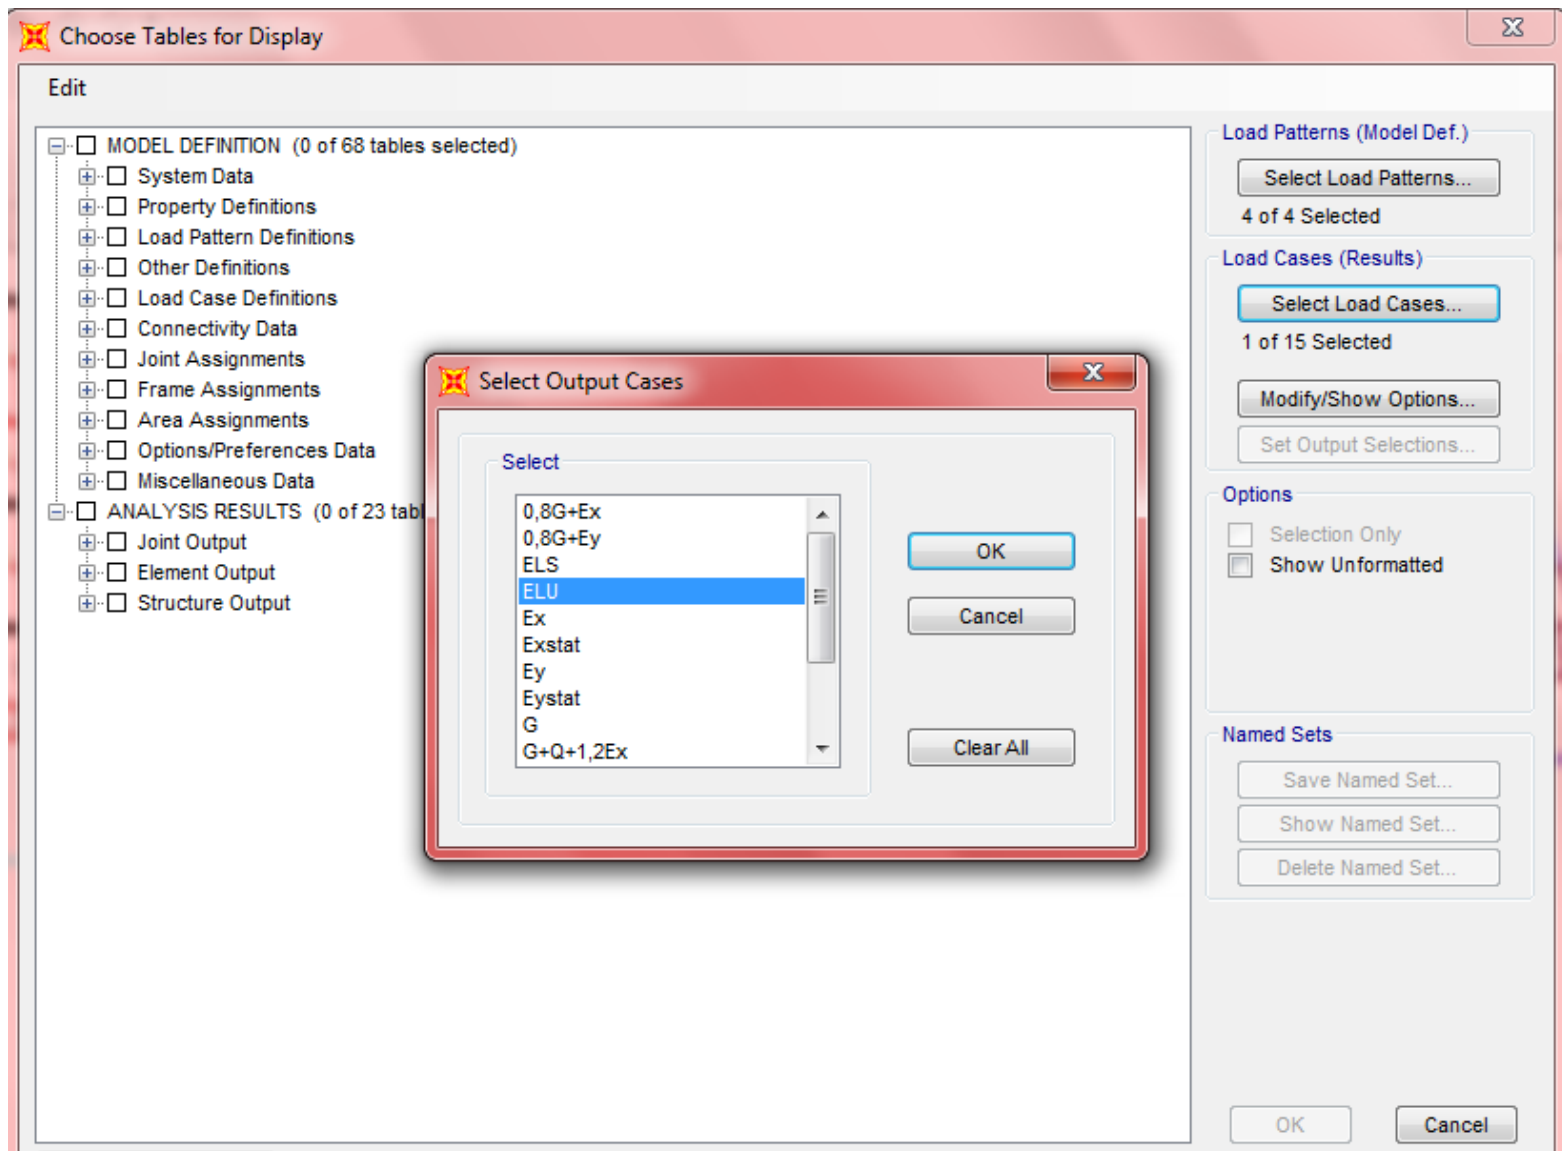 Choose Tables for Display
Edit
MODEL DEFINITION (0 of 68 tables selected)
System Data
Property Definitions
Load Pattern Definitions
Other Definitions
Load Case Definitions
Connectivity Data
Joint Assignments
Frame Assignments
Area Assignments
Options/Preferences Data
Miscellaneous Data
ANALYSIS RESULTS (0 of 23 tabl
Joint Output
Element Output
Structure Output
Select Output Cases
Select
0,8G+Ex
0,8G+Ey
ELS
ELU
Ex
Exstat
Ey
Eystat
G
G+Q+1,2Ex
OK
Cancel
Clear All
Load Patterns (Model Def.)
Select Load Patterns...
4 of 4 Selected
Load Cases (Results)
Select Load Cases...
1 of 15 Selected
Modify/Show Options...
Set Output Selections...
Options
Selection Only
Show Unformatted
Named Sets
Save Named Set...
Show Named Set...
Delete Named Set...
OK Cancel